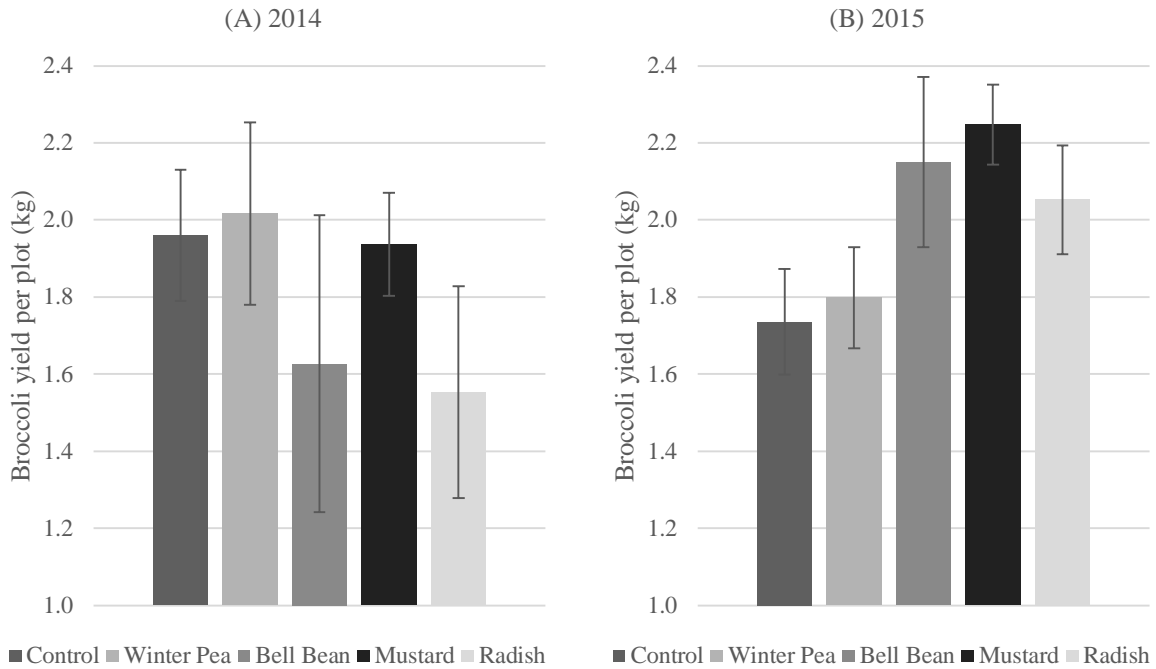 (A) 2014
Broccoli yield per plot (kg)
2.4
2.2
2.0
1.8
1.6
1.4
1.2
1.0
Control Winter Pea Bell Bean Mustard Radish
(B) 2015
Broccoli yield per plot (kg)
2.4
2.2
2.0
1.8
1.6
1.4
1.2
1.0
Control Winter Pea Bell Bean Mustard Radish